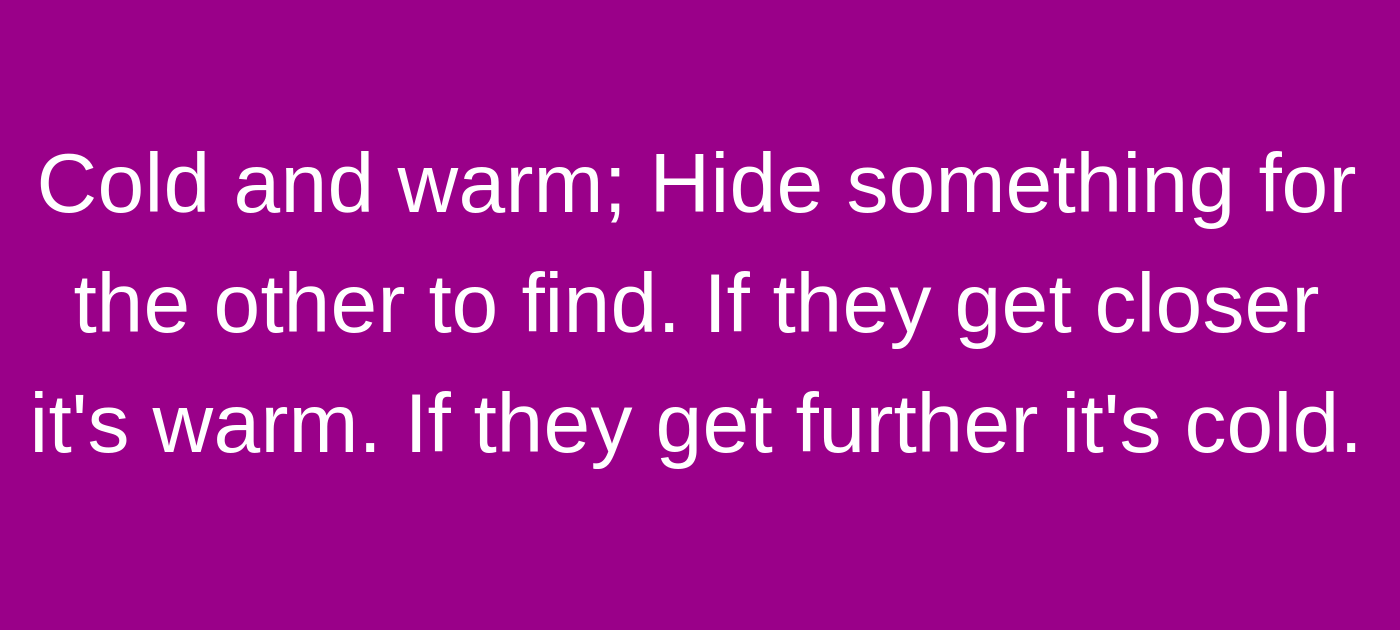 Cold and warm; Hide something for
the other to find. If they get closer
it's warm. If they get further it's cold.